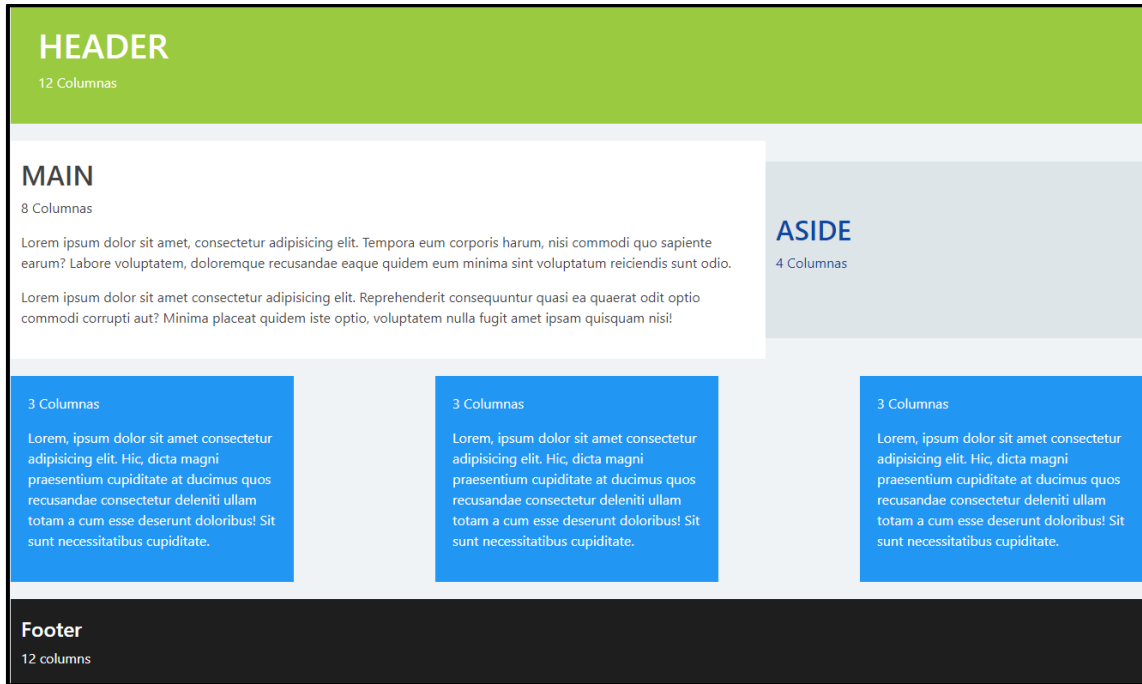 HEADER
12 Columnas
MAIN
8 Columnas
Lorem ipsum dolor sit amet, consectetur adipisicing elit. Tempora eum corporis harum, nisi commodi quo sapiente
earum? Labore voluptatem, doloremque recusandae eaque quidem eum minima sint voluptatum reiciendis sunt odio.
Lorem ipsum dolor sit amet consectetur adipisicing elit. Reprehenderit consequuntur quasi ea quaerat odit optio
commodi corrupti aut? Minima placeat quidem iste optio, voluptatem nulla fugit amet ipsam quisquam nisi!
ASIDE
4 Columnas
3 Columnas
Lorem, ipsum dolor sit amet consectetur
adipisicing elit. Hic, dicta magni
praesentium cupiditate at ducimus quos
recusandae consectetur deleniti ullam
totam a cum esse deserunt doloribus! Sit
sunt necessitatibus cupiditate.
3 Columnas
Lorem, ipsum dolor sit amet consectetur
adipisicing elit. Hic, dicta magni
praesentium cupiditate at ducimus quos
recusandae consectetur deleniti ullam
totam a cum esse deserunt doloribus! Sit
sunt necessitatibus cupiditate.
3 Columnas
Lorem, ipsum dolor sit amet consectetur
adipisicing elit. Hic, dicta magni
praesentium cupiditate at ducimus quos
recusandae consectetur deleniti ullam
totam a cum esse deserunt doloribus! Sit
sunt necessitatibus cupiditate.
Footer
12 columns